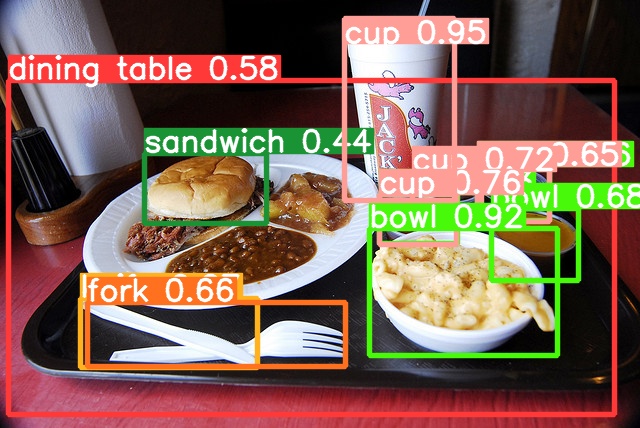 cup 0.95
dining table 0.58
JACK'
sandwich 0.44
cup 0.72
0.65
cup 0.76
bowl 0.68
bowl 0.92
fork 0.66